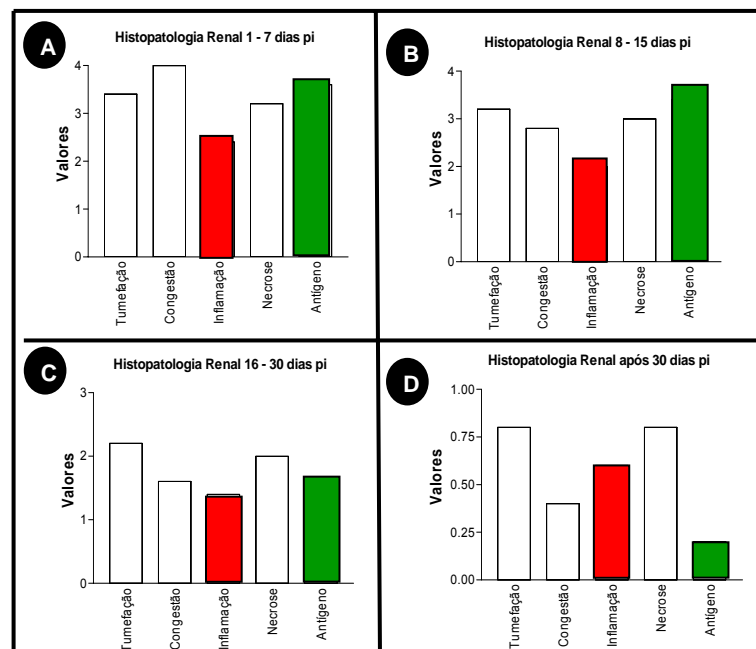 A
Histopatologia Renal 1 - 7 dias pi
Valores
4
3
2
1
0
Tumefação
Congestão
Inflamação
Necrose
Antígeno
B
Histopatologia Renal 8 - 15 dias pi
Valores
4
3
2
1
0
Tumefação
Congestão
Inflamação
Necrose
Antígeno
C
Histopatologia Renal 16 - 30 dias pi
Valores
3
2
1
0
Tumefação
Congestão
Inflamação
Necrose
Antígeno
D
Histopatologia Renal após 30 dias pi
Valores
1.00
0.75
0.50
0.25
0.00
Tumefação
Congestão
Inflamação
Necrose
Antígeno